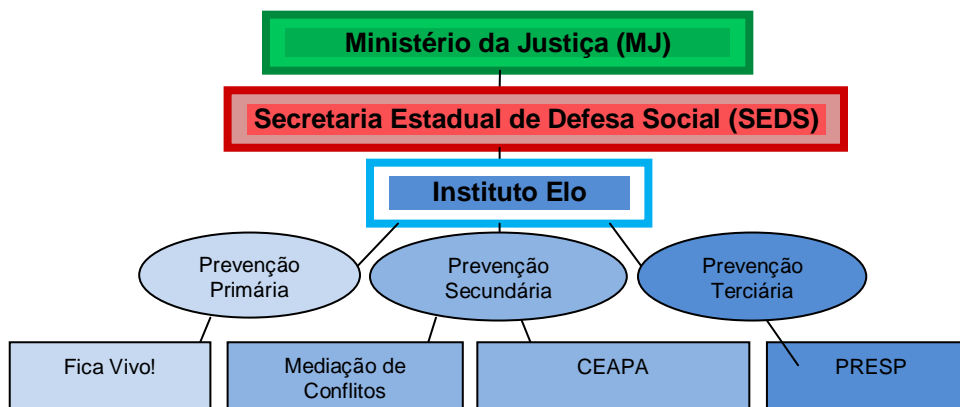 Ministério da Justiça (MJ)
Secretaria Estadual de Defesa Social (SEDS)
Instituto Elo
Prevenção
Primária
Prevenção
Secundária
Prevenção
Terciária
Fica Vivo!
Mediação de
Conflitos
CEAPA
PRESP